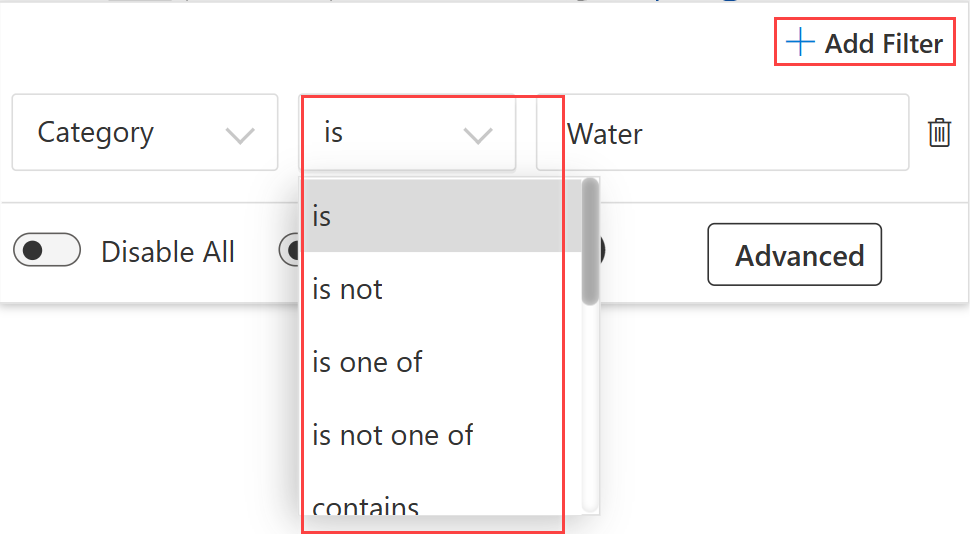 Add Filter
Category
is
Water
is
Disable All
Advanced
is not
is one of
is not one of
contains